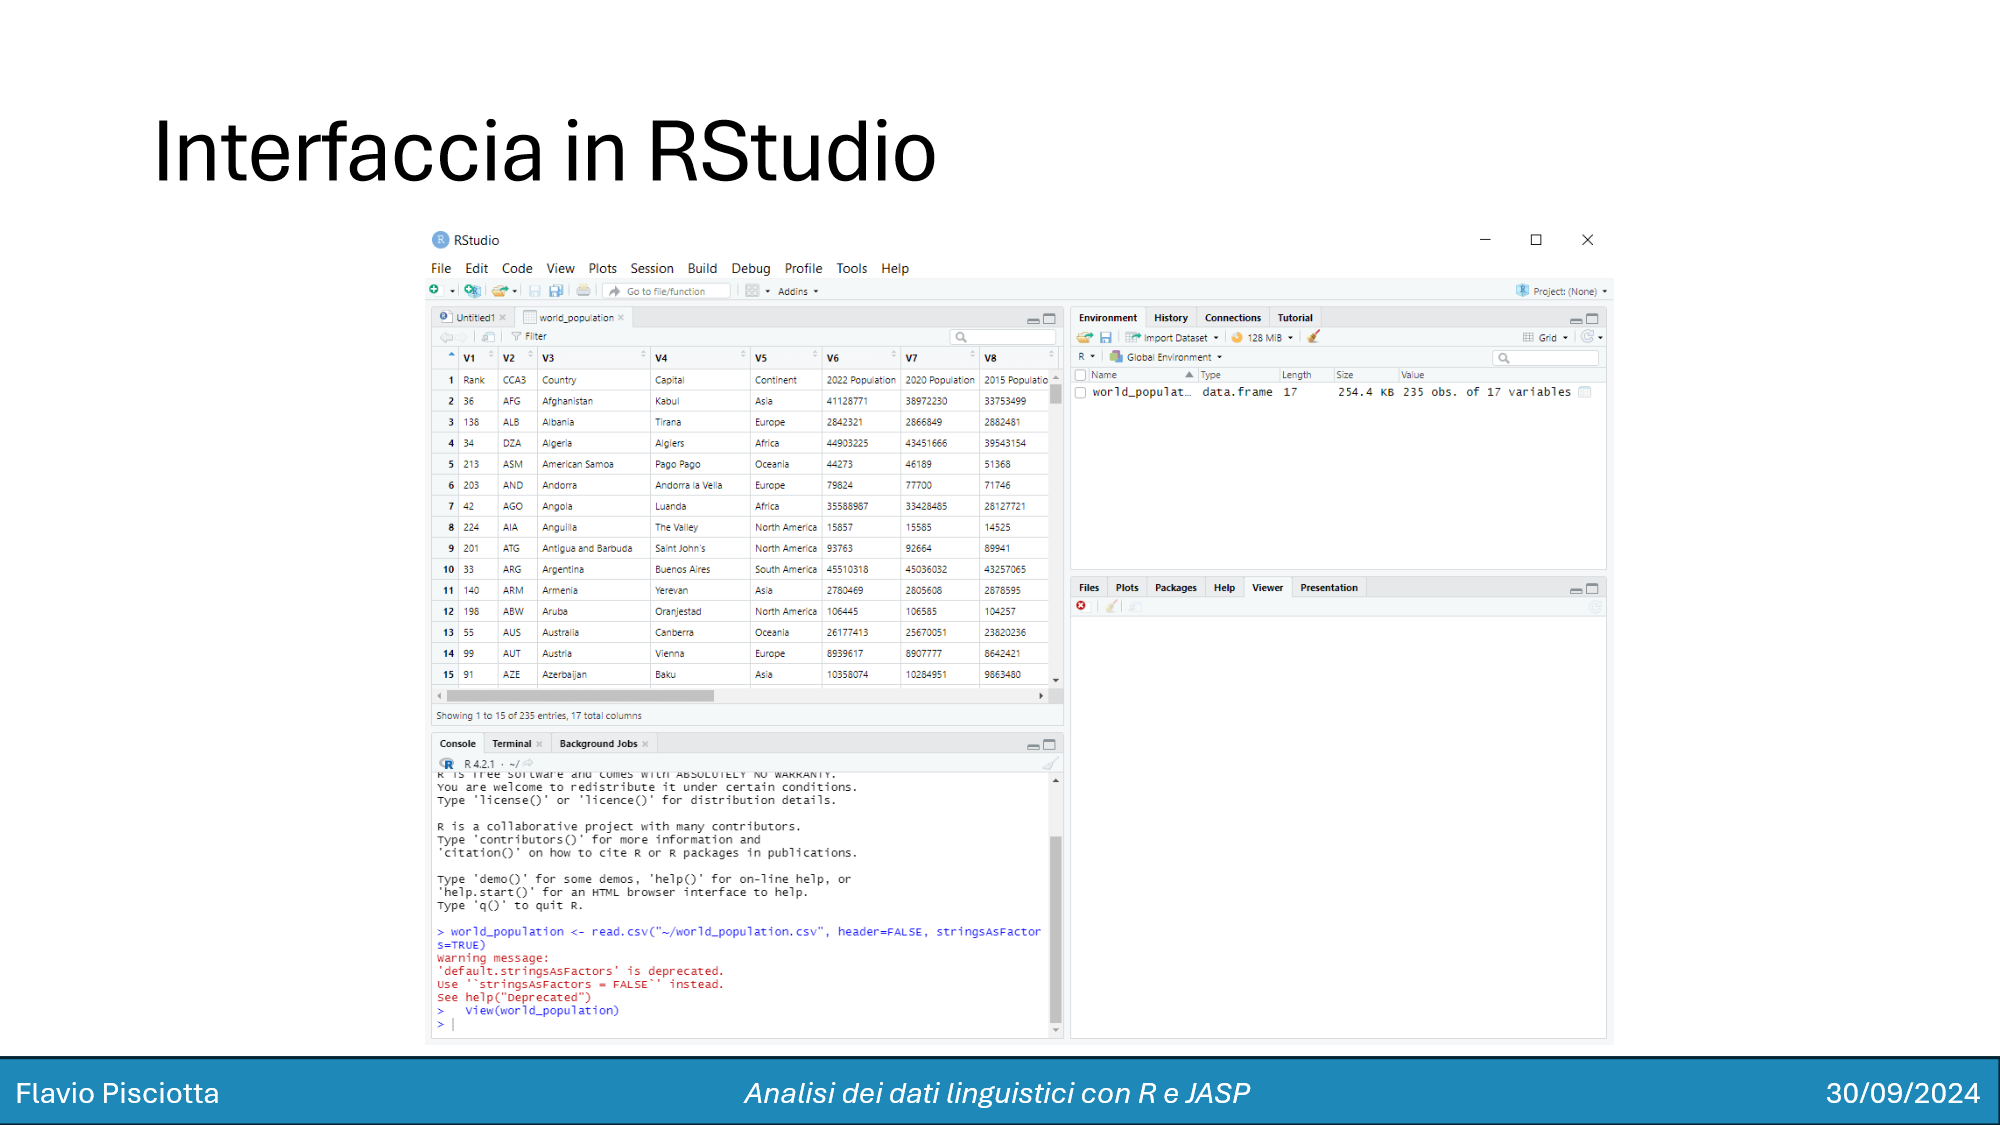 Interfaccia in RStudio
RStudio
File Edit Code View Plots Session Build Debug Profile Tools Help
Go to file/function Addins Project: (None)
Untitled1 world_population
Filter
V1 V2 V3 V4 V5 V6 V7 V8
1 Rank CCA3 Country Capital Continent 2022 Population 2020 Population 2015 Populatio
2 36 AFG Afghanistan Kabul Asia 41128771 38972230 33753499
3 138 ALB Albania Tirana Europe 2842321 2866849 2882481
4 34 DZA Algeria Algiers Africa 44903225 43451666 39543154
5 213 ASM American Samoa Pago Pago Oceania 44273 46189 51368
6 203 AND Andorra Andorra la Vella Europe 79824 77700 71746
7 42 AGO Angola Luanda Africa 35588987 33428485 28127721
8 224 AIA Anguilla The Valley North America 15857 15585 14525
9 201 ATG Antigua and Barbuda Saint John's North America 93763 92664 89941
10 33 ARG Argentina Buenos Aires South America 45510318 45036032 43257065
11 140 ARM Armenia Yerevan Asia 2780469 2805608 2878595
12 198 ABW Aruba Oranjestad North America 106445 106585 104257
13 55 AUS Australia Canberra Oceania 26177413 25670051 23820236
14 99 AUT Austria Vienna Europe 8939617 8907777 8642421
15 91 AZE Azerbaijan Baku Asia 10358074 10284951 9863480
Showing 1 to 15 of 235 entries, 17 total columns
Console Terminal Background Jobs
R 4.2.1 · ~/
R is free software and comes with ABSOLUTELY NO WARRANTY.
You are welcome to redistribute it under certain conditions.
Type 'license()' or 'licence()' for distribution details.
R is a collaborative project with many contributors.
Type 'contributors()' for more information and
'citation()' on how to cite R or R packages in publications.
Type 'demo()' for some demos, 'help()' for on-line help, or
'help.start()' for an HTML browser interface to help.
Type 'q()' to quit R.
> world_population <- read.csv("~/world_population.csv", header=FALSE, stringsAsFactor
s=TRUE)
Warning message:
'default.stringsAsFactors' is deprecated.
Use '`stringsAsFactors = FALSE`' instead.
See help("Deprecated")
> View(world_population)
>
Environment History Connections Tutorial
Import Dataset 128 MiB Grid
R Global Environment
Name Type Length Size Value
world_populat… data.frame 17 254.4 KB 235 obs. of 17 variables
Files Plots Packages Help Viewer Presentation
Flavio Pisciotta
Analisi dei dati linguistici con R e JASP
30/09/2024